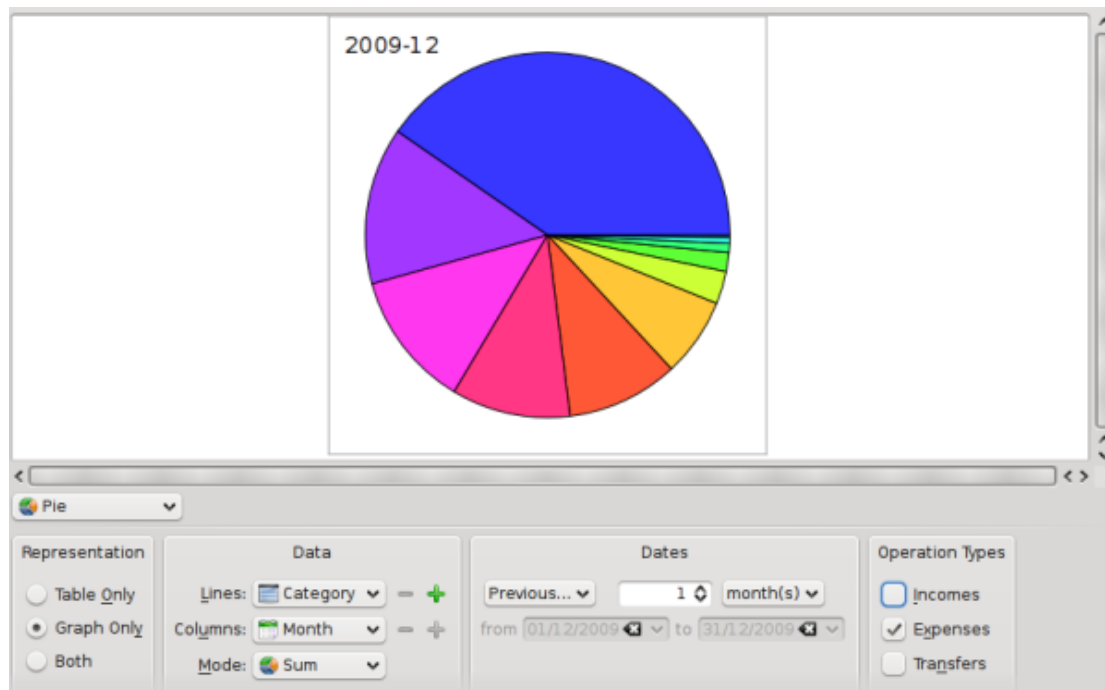 2009-12
Pie
Representation
Table Only
Graph Only
Both
Data
Lines: Category
Columns: Month
Mode: Sum
Dates
Previous... 1 month(s)
from 01/12/2009 to 31/12/2009
Operation Types
Incomes
Expenses
Transfers